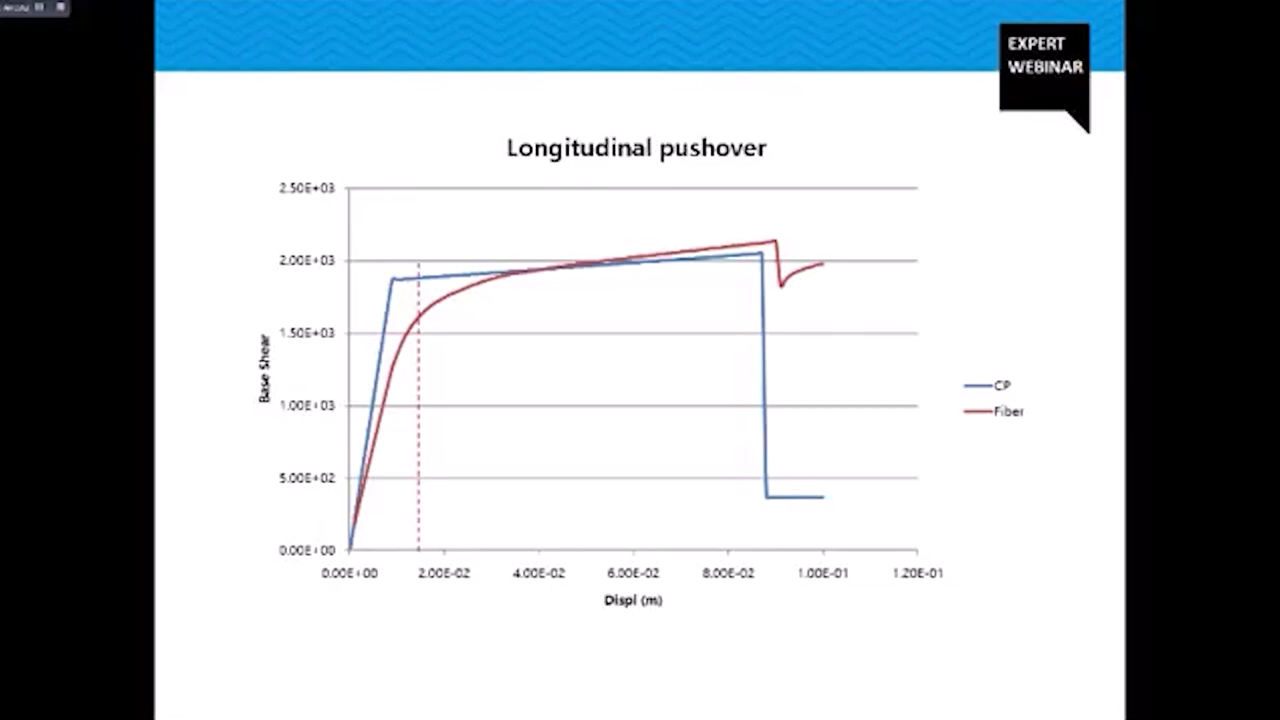 EXPERT
WEBINAR
Longitudinal pushover
2.50E+03
2.00E+03
1.50E+03
1.00E+03
5.00E+02
0.00E+00
Base Shear
0.00E+00 2.00E-02 4.00E-02 6.00E-02 8.00E-02 1.00E-01 1.20E-01
Displ (m)
CP
Fiber